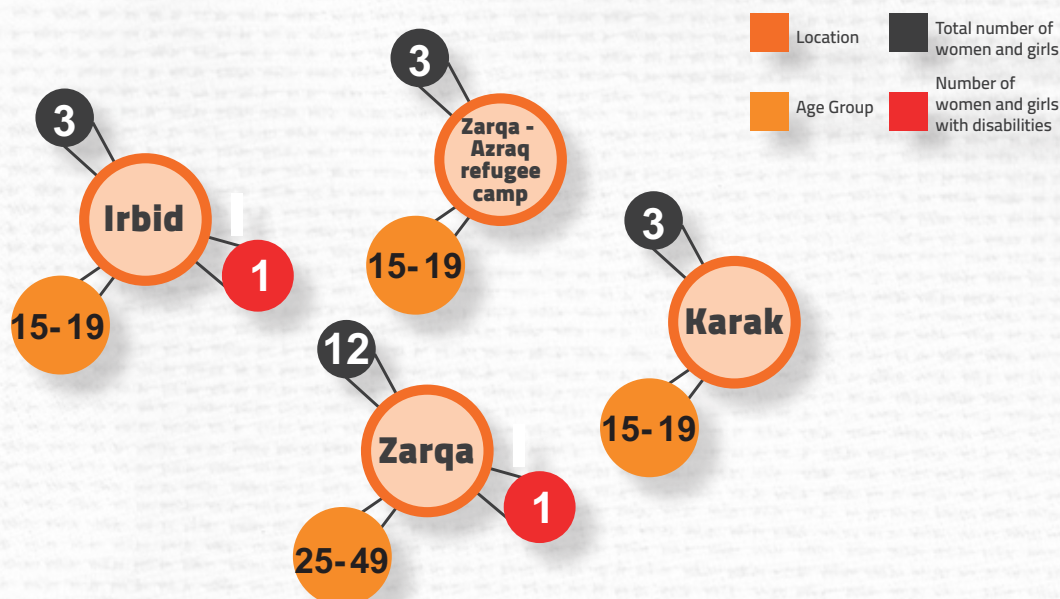 Location
Total number of
women and girls
Age Group
Number of
women and girls
with disabilities
3
Zarqa -
Azraq
refugee
camp
15- 19
3
Irbid
1
15- 19
3
Karak
15- 19
12
Zarqa
1
25- 49